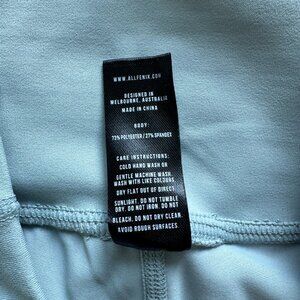 WWW.ALLFENIX.COM
DESIGNED IN
MELBOURNE, AUSTRALIA
MADE IN CHINA
BODY:
73% POLYESTER/27% SPANDEX
CARE INSTRUCTIONS:
COLD HAND WASH OR
GENTLE MACHINE WASH
WASH WITH LIKE COLOURS.
DRY FLAT OUT OF DIRECT
SUNLIGHT. DO NOT TUMBLE
DRY. DO NOT IRON. DO NOT
BLEACH. DO NOT DRY CLEAN.
AVOID ROUGH SURFACES.